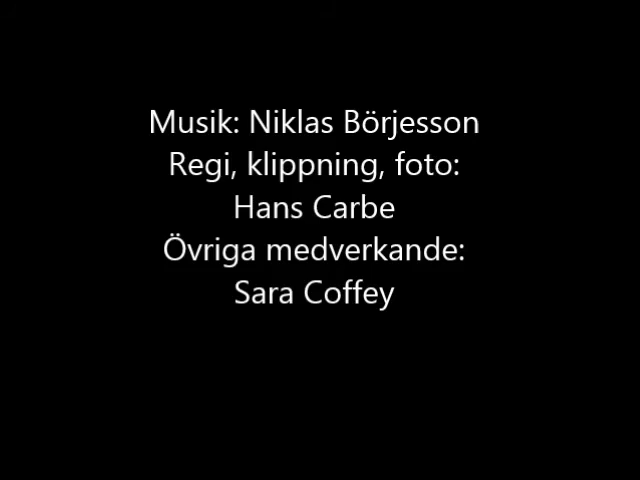 Musik: Niklas Börjesson
Regi, klippning, foto:
Hans Carbe
Övriga medverkande:
Sara Coffey